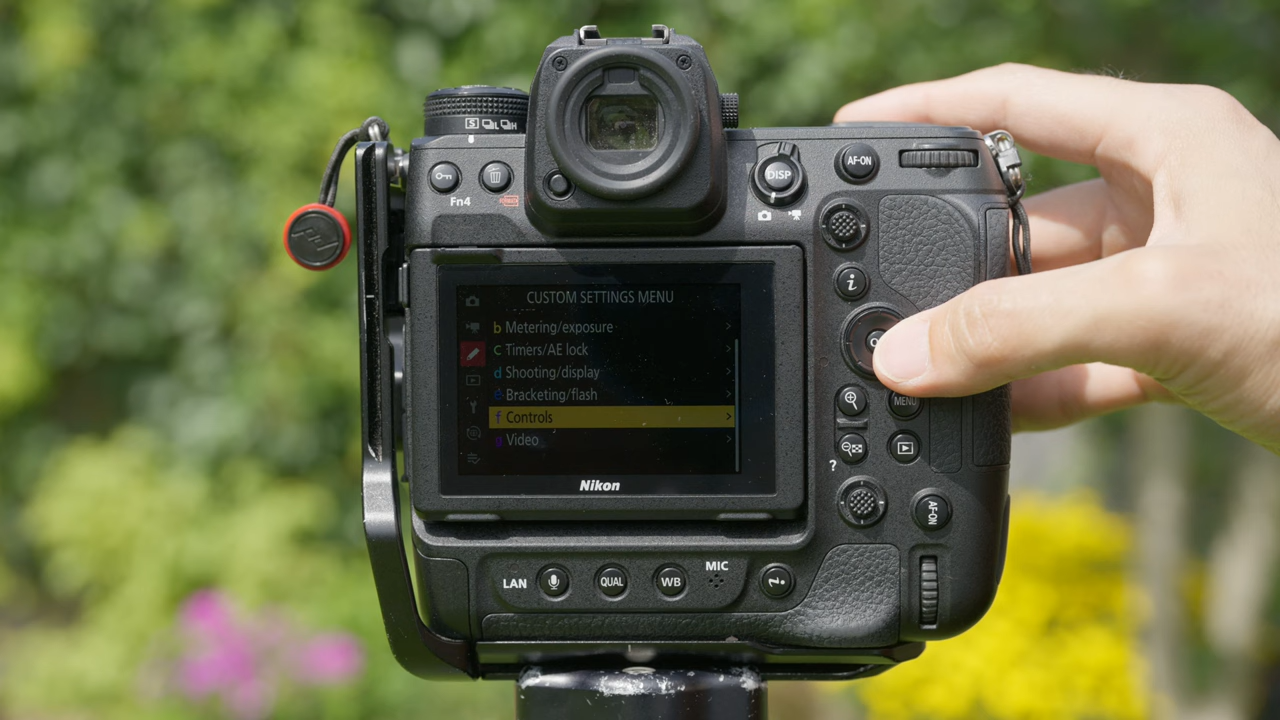 S L H
Fn4
DISP
AF-ON
i
CUSTOM SETTINGS MENU
b Metering/exposure
c Timers/AE lock
d Shooting/display
Bracketing/flash
f Controls
g Video
MENU
?
Nikon
AF-ON
LAN
QUAL
WB
MIC